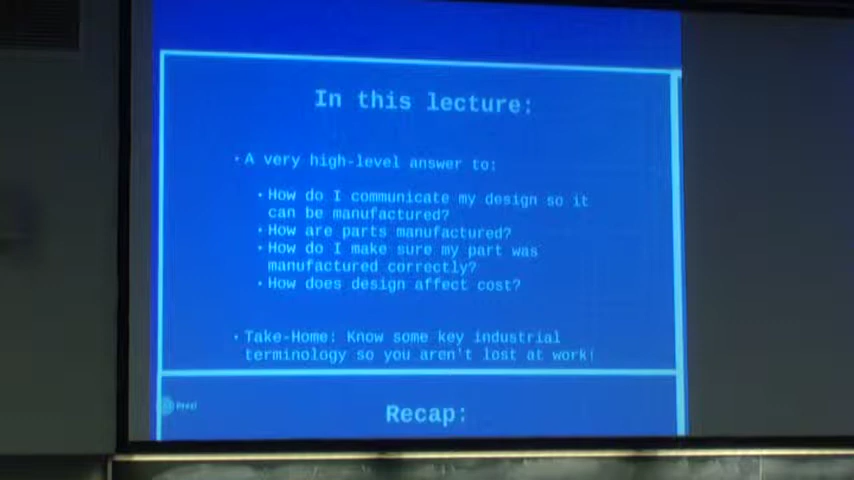 In this lecture:
• A very high-level answer to:
• How do I communicate my design so it
can be manufactured?
• How are parts manufactured?
• How do I make sure my part was
manufactured correctly?
• How does design affect cost?
• Take-Home: Know some key industrial
terminology so you aren't lost at work!
Recap: